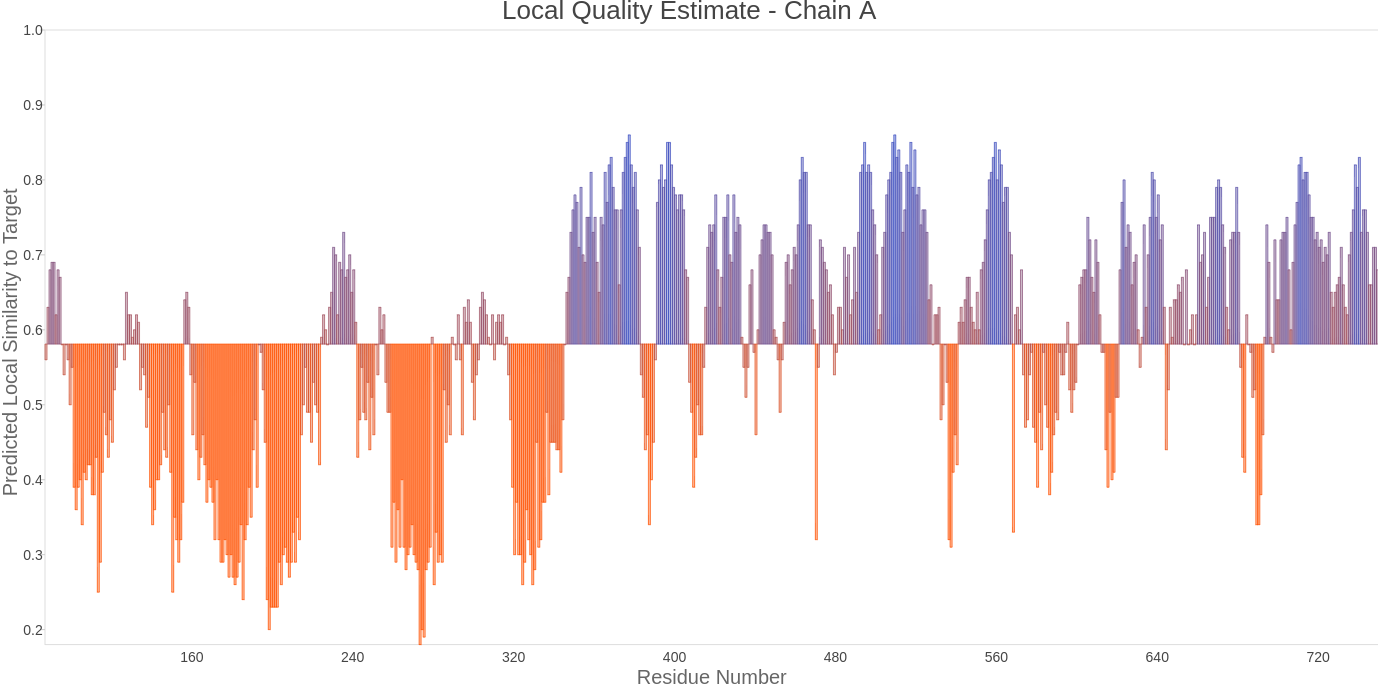 Local Quality Estimate - Chain A
Predicted Local Similarity to Target
1.0
0.9
0.8
0.7
0.6
0.5
0.4
0.3
0.2
160 240 320 400 480 560 640 720
Residue Number